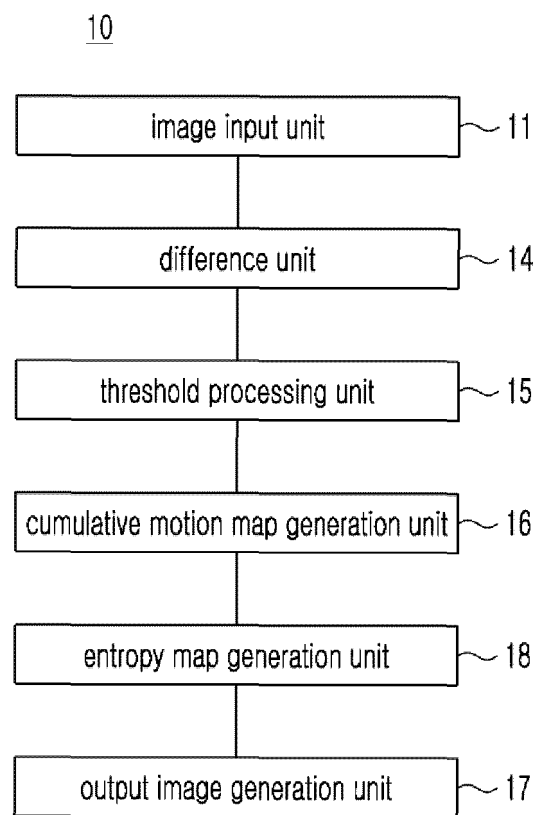 10
image input unit 11
difference unit 14
threshold processing unit 15
cumulative motion map generation unit 16
entropy map generation unit 18
output image generation unit 17